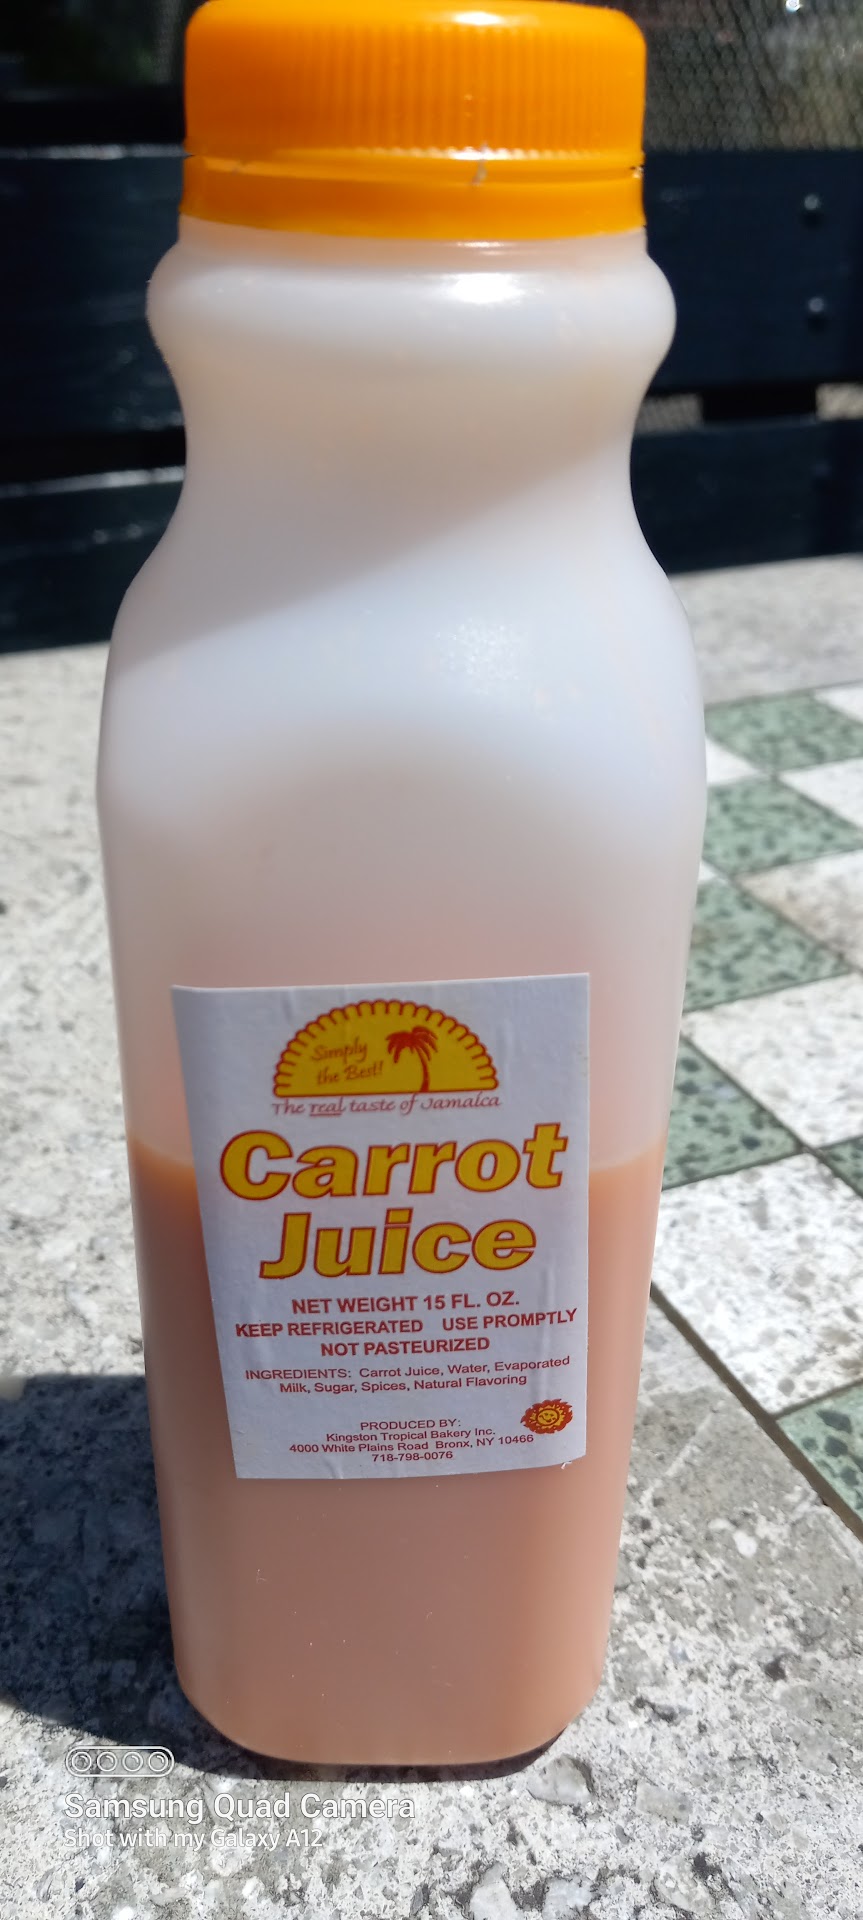 Simply
the Best!
The real taste of Jamaica
Carrot
Juice
NET WEIGHT 15 FL. OZ.
KEEP REFRIGERATED USE PROMPTLY
NOT PASTEURIZED
INGREDIENTS: Carrot Juice, Water, Evaporated
Milk, Sugar, Spices, Natural Flavoring
PRODUCED BY:
Kingston Tropical Bakery Inc.
4000 White Plains Road Bronx, NY 10466
718-798-0076
Samsung Quad Camera
Shot with my Galaxy A12